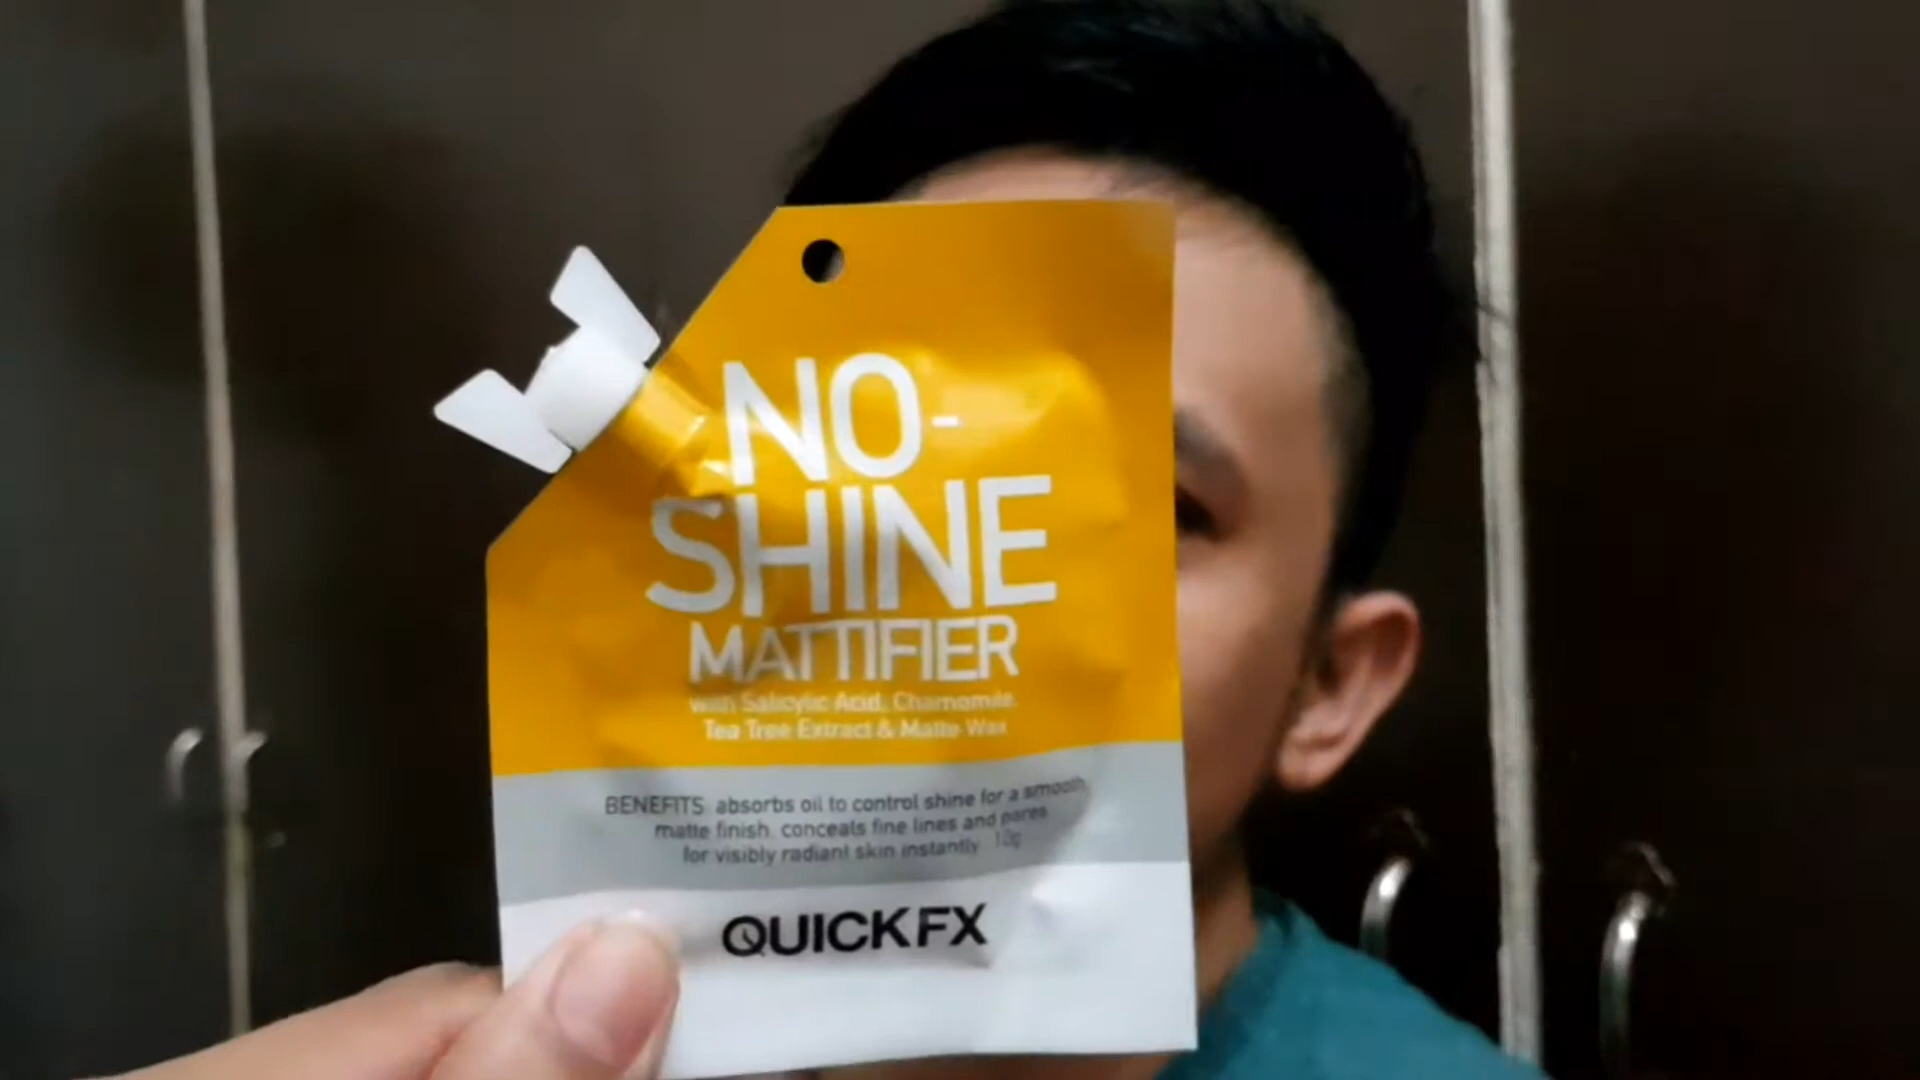 NO-
SHINE
MATTIFIER
with Salicylic Acid, Chamomile,
Tea Tree Extract & Matte Wax
BENEFITS: absorbs oil to control shine for a smooth
matte finish, conceals fine lines and pores
for visibly radiant skin instantly 10g
QUICKFX